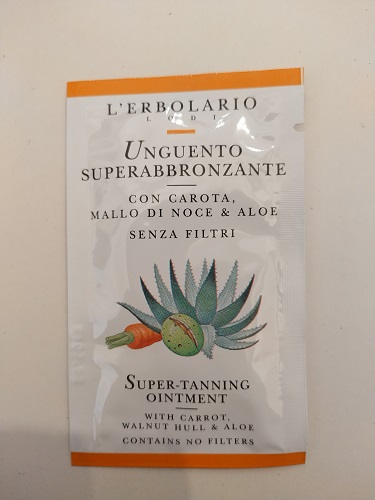 L'ERBOLARIO
LODI
UNGUENTO
SUPERABBRONZANTE
CON CAROTA,
MALLO DI NOCE & ALOE
SENZA FILTRI
SUPER-TANNING
OINTMENT
WITH CARROT,
WALNUT HULL & ALOE
CONTAINS NO FILTERS